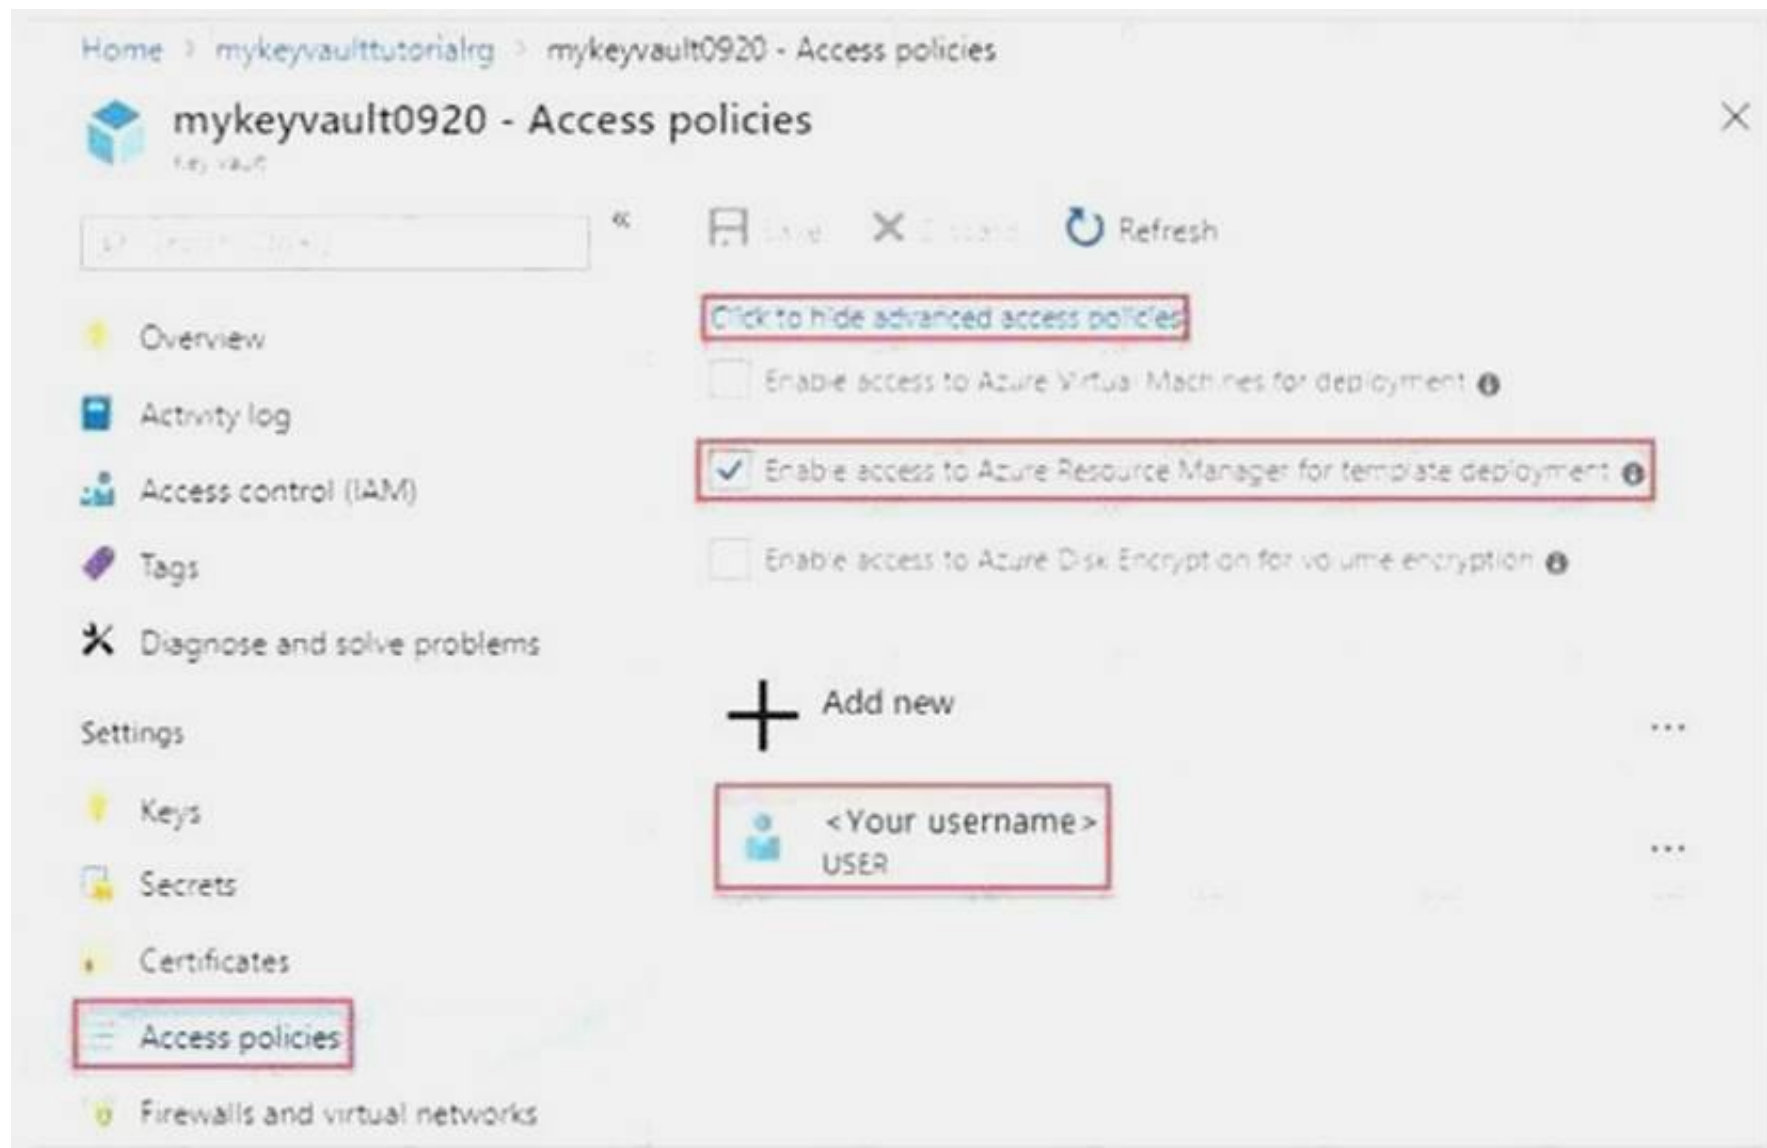 Home > mykeyvaulttutorialrg > mykeyvault0920 - Access policies
mykeyvault0920 - Access policies
Key vault
«
Save
Refresh
Click to hide advanced access policies
Enable access to Azure Virtual Machines for deployment
Enable access to Azure Resource Manager for template deployment
Enable access to Azure Disk Encryption for volume encryption
Overview
Activity log
Access control (IAM)
Tags
Diagnose and solve problems
Settings
Keys
Secrets
Certificates
Access policies
Firewalls and virtual networks
Add new
...
<Your username>
USER
...